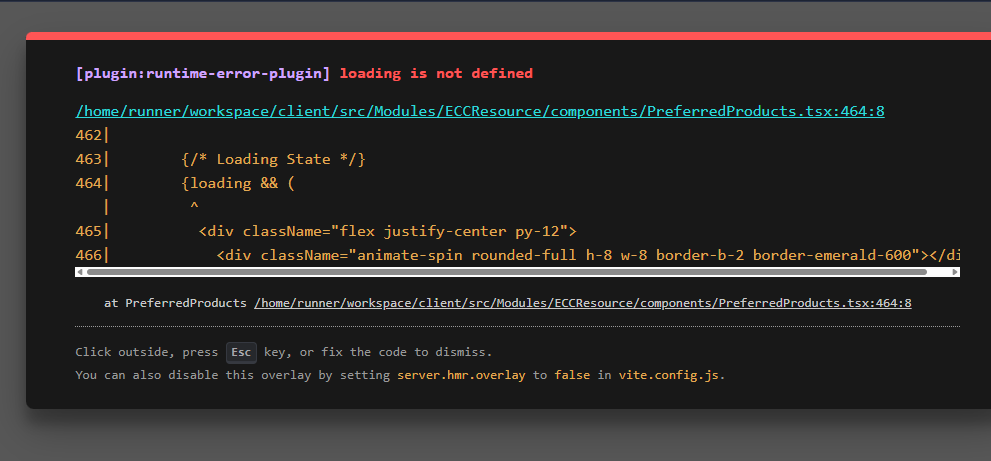 [plugin:runtime-error-plugin] loading is not defined
/home/runner/workspace/client/src/Modules/ECCResource/components/PreferredProducts.tsx:464:8
462|
463|        {/* Loading State */}
464|        {loading && (
   |         ^
465|          <div className="flex justify-center py-12">
466|            <div className="animate-spin rounded-full h-8 w-8 border-b-2 border-emerald-600"></di
at PreferredProducts /home/runner/workspace/client/src/Modules/ECCResource/components/PreferredProducts.tsx:464:8
Click outside, press Esc key, or fix the code to dismiss.
You can also disable this overlay by setting server.hmr.overlay to false in vite.config.js.